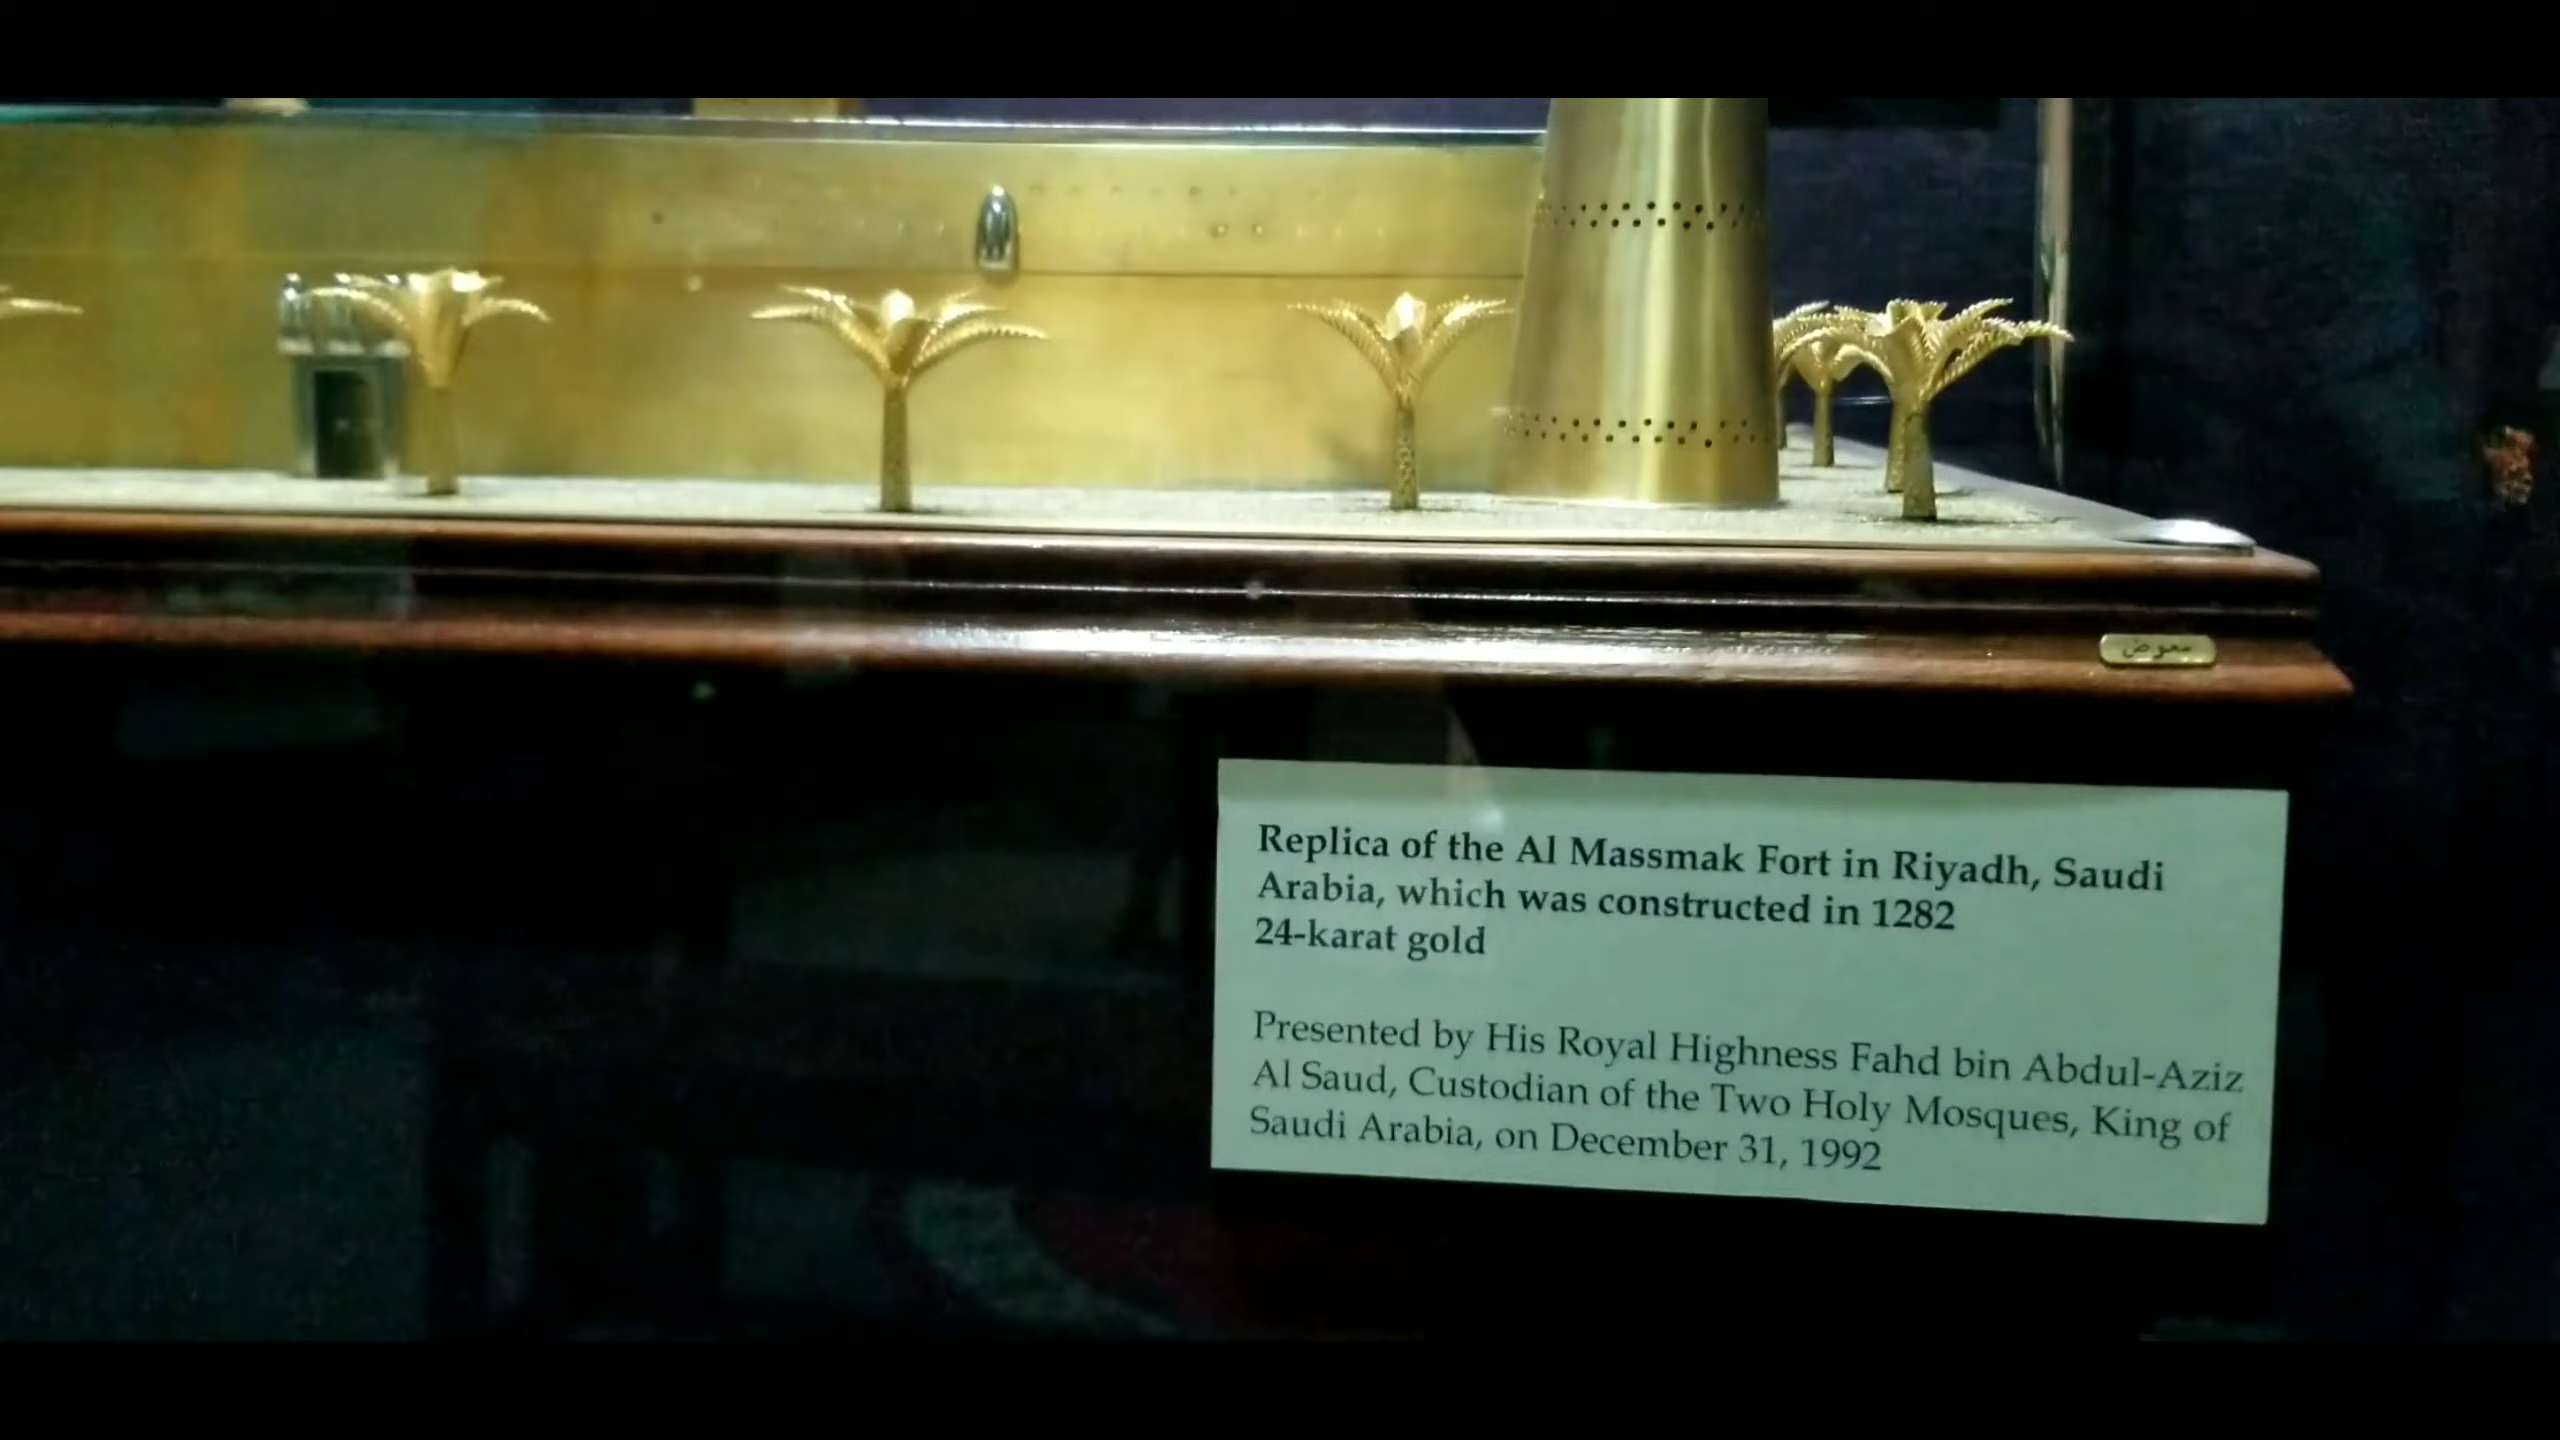 معوض
Replica of the Al Massmak Fort in Riyadh, Saudi
Arabia, which was constructed in 1282
24-karat gold
Presented by His Royal Highness Fahd bin Abdul-Aziz
Al Saud, Custodian of the Two Holy Mosques, King of
Saudi Arabia, on December 31, 1992